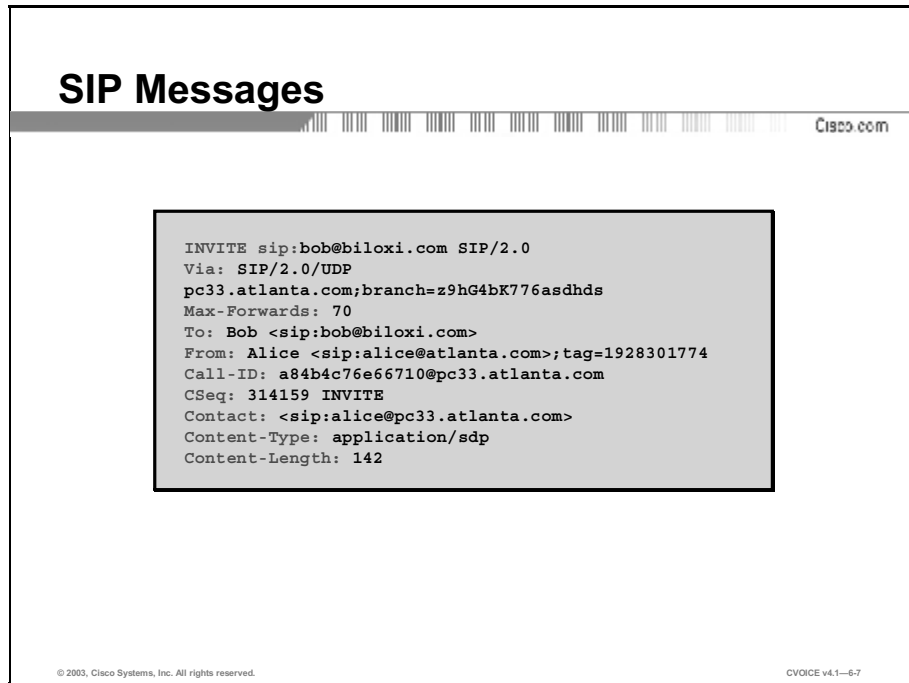 SIP Messages
Cisco.com
INVITE sip:bob@biloxi.com SIP/2.0
Via: SIP/2.0/UDP
pc33.atlanta.com;branch=z9hG4bK776asdhds
Max-Forwards: 70
To: Bob <sip:bob@biloxi.com>
From: Alice <sip:alice@atlanta.com>;tag=1928301774
Call-ID: a84b4c76e66710@pc33.atlanta.com
CSeq: 314159 INVITE
Contact: <sip:alice@pc33.atlanta.com>
Content-Type: application/sdp
Content-Length: 142
© 2003, Cisco Systems, Inc. All rights reserved.
CVOICE v4.1—6-7